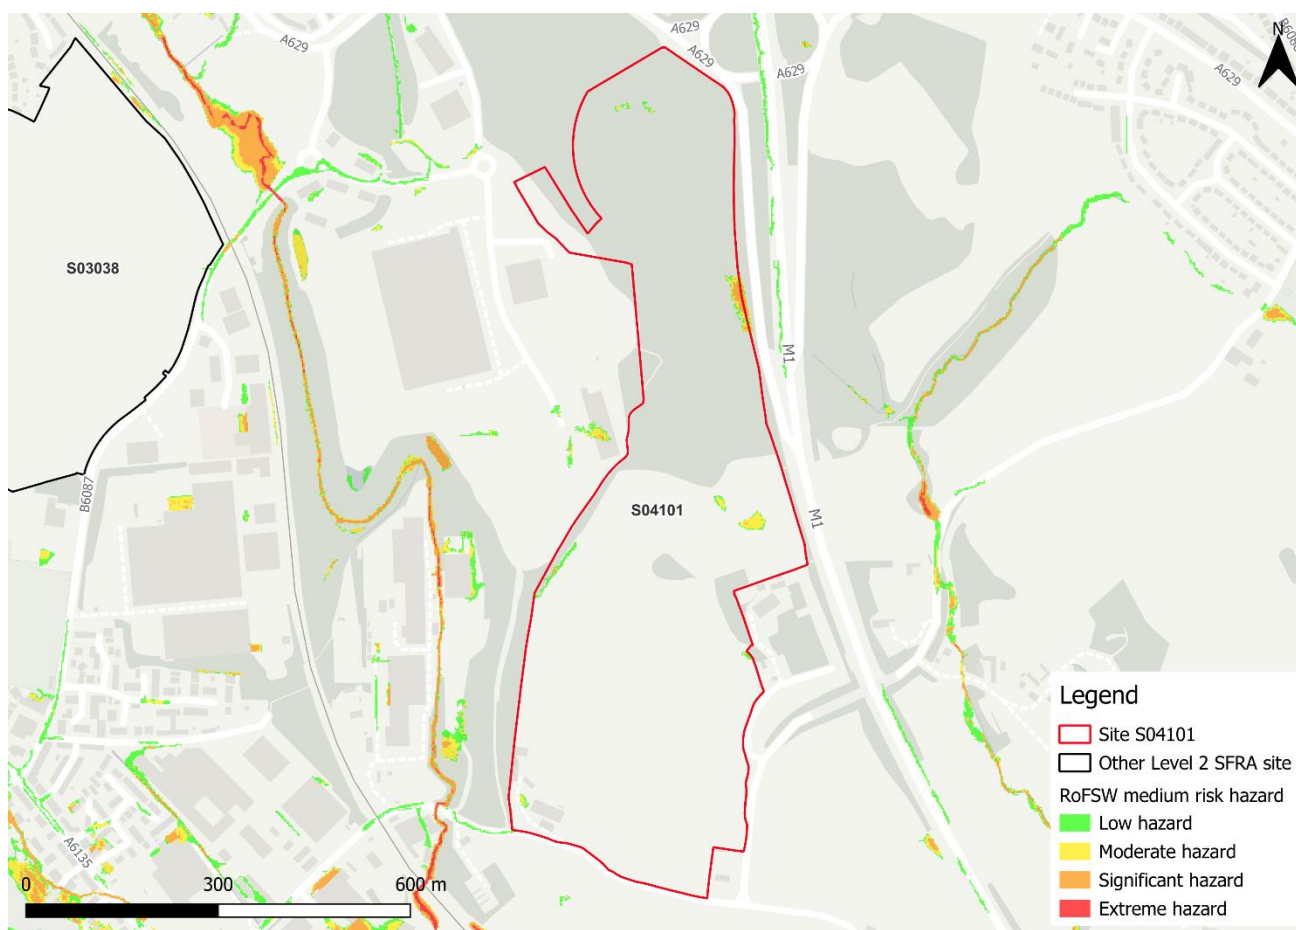 A629
A629
A629
A629
B6080
N
S03038
M1
B6087
S04101
M1
A6135
0 300 600 m
Legend
Site S04101
Other Level 2 SFRA site
RoFSW medium risk hazard
Low hazard
Moderate hazard
Significant hazard
Extreme hazard